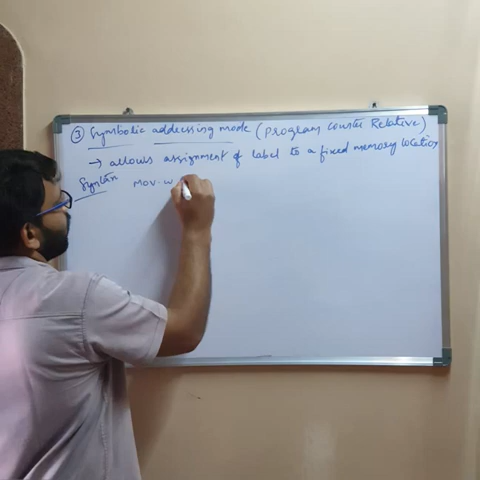 ③ Symbolic addressing mode (Program Counter Relative)
→ allows assignment of label to a fixed memory location
Syntax MOV.W